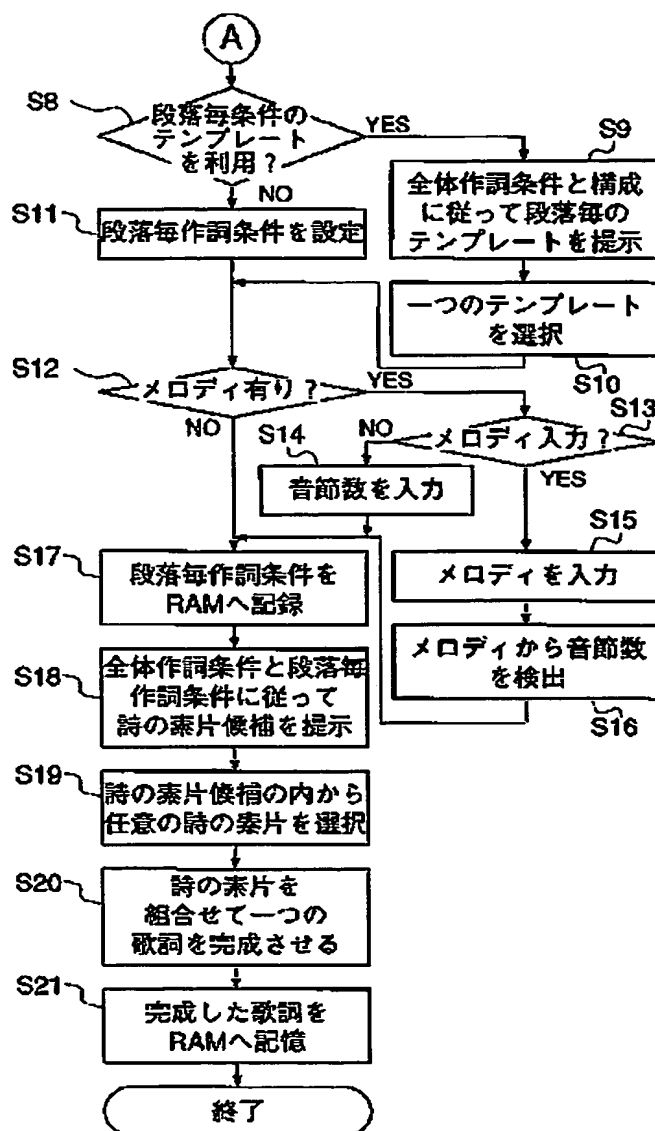 A
S8
段落毎条件の
テンプレート
を利用？
YES
NO
S9
全体作詞条件と構成
に従って段落毎の
テンプレートを提示
S11
段落毎作詞条件を設定
一つのテンプレート
を選択
S10
S12
メロディ有り？
YES
NO
S13
メロディ入力？
NO
YES
S14
音節数を入力
S15
メロディを入力
S17
段落毎作詞条件を
RAMへ記録
メロディから音節数
を検出
S16
S18
全体作詞条件と段落毎
作詞条件に従って
詩の素片候補を提示
S19
詩の素片候補の内から
任意の詩の素片を選択
S20
詩の素片を
組合せて一つの
歌詞を完成させる
S21
完成した歌詞を
RAMへ記憶
終了